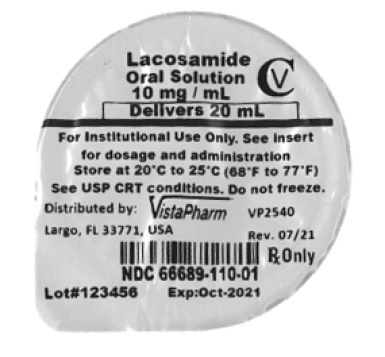 Lacosamide
Oral Solution
10 mg / mL
CV
Delivers 20 mL
For Institutional Use Only. See Insert
for dosage and administration
Store at 20°C to 25°C (68°F to 77°F)
See USP CRT conditions. Do not freeze.
Distributed by: VistaPharm VP2540
Largo, FL 33771, USA Rev. 07/21
℞ Only
NDC 66689-110-01
Lot#123456 Exp:Oct-2021